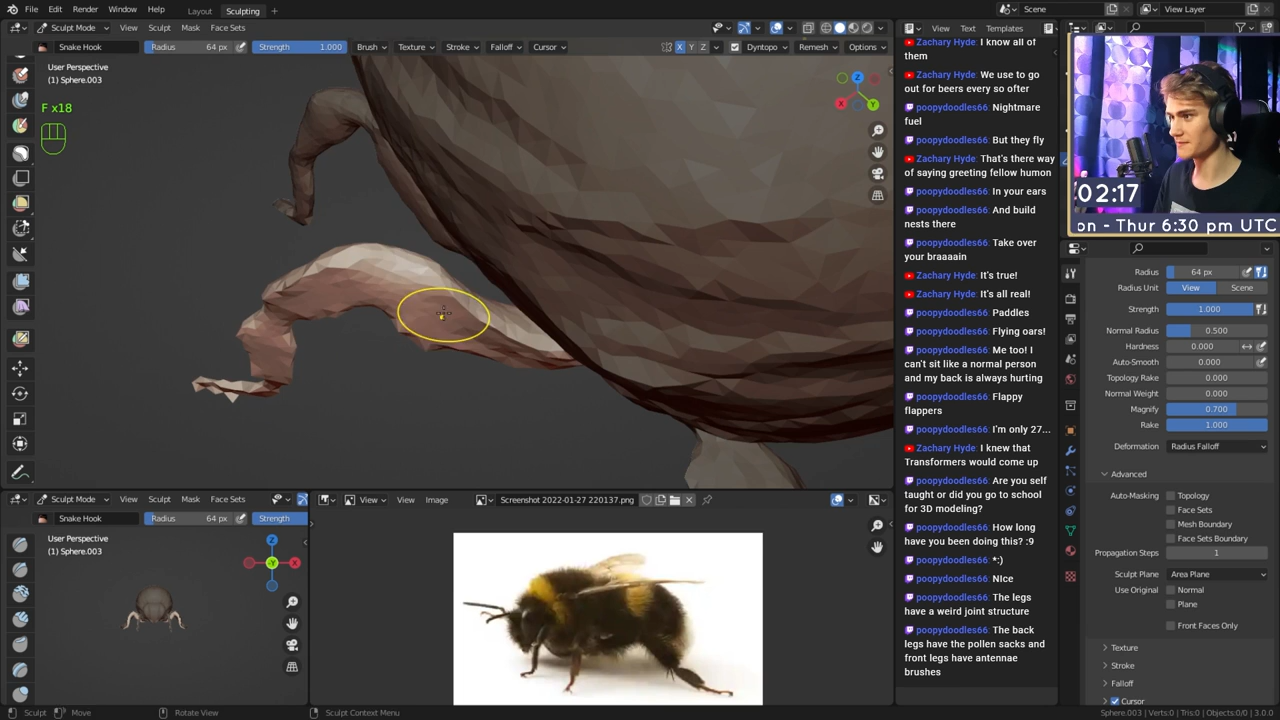 File Edit Render Window Help Layout Sculpting
Scene View Layer
Sculpt Mode View Sculpt Mask Face Sets
View Text Templates
Snake Hook Radius 64 px Strength 1.000 Brush Texture Stroke Falloff Cursor X Y Z Dyntopo Remesh Options
User Perspective
(1) Sphere.003
F x18
Z
X
Y
Zachary Hyde: I know all of
them
Zachary Hyde: We use to go
out for beers every so ofter
poopydoodles66: Nightmare
fuel
poopydoodles66: But they fly
Zachary Hyde: That's there way
of saying greeting fellow humon
poopydoodles66: In your ears
poopydoodles66: And build
nests there
poopydoodles66: Take over
your braaaain
Zachary Hyde: It's true!
Zachary Hyde: It's all real!
poopydoodles66: Paddles
poopydoodles66: Flying oars!
poopydoodles66: Me too! I
can't sit like a normal person
and my back is always hurting
poopydoodles66: Flappy
flappers
poopydoodles66: I'm only 27...
Zachary Hyde: I knew that
Transformers would come up
poopydoodles66: Are you self
taught or did you go to school
for 3D modeling?
poopydoodles66: How long
have you been doing this? :9
poopydoodles66: *:)
poopydoodles66: NIce
poopydoodles66: The legs
have a weird joint structure
poopydoodles66: The back
legs have the pollen sacks and
front legs have antennae
brushes
02:17
on - Thur 6:30 pm UTC
Radius 64 px
Radius Unit View Scene
Strength 1.000
Normal Radius 0.500
Hardness 0.000
Auto-Smooth 0.000
Topology Rake 0.000
Normal Weight 0.000
Magnify 0.700
Rake 1.000
Deformation Radius Falloff
Advanced
Auto-Masking Topology
Face Sets
Mesh Boundary
Face Sets Boundary
Propagation Steps 1
Sculpt Plane Area Plane
Use Original Normal
Plane
Front Faces Only
Texture
Stroke
Falloff
Cursor
Sculpt Mode View Sculpt Mask Face Sets
Snake Hook Radius 64 px Strength
User Perspective
(1) Sphere.003
Z
-Y
X
View View Image Screenshot 2022-01-27 220137.png
Sculpt Move Rotate View Sculpt Context Menu
Sphere.003 | Verts:0 | Tris:0 | Objects:0/0 | 3.0.0